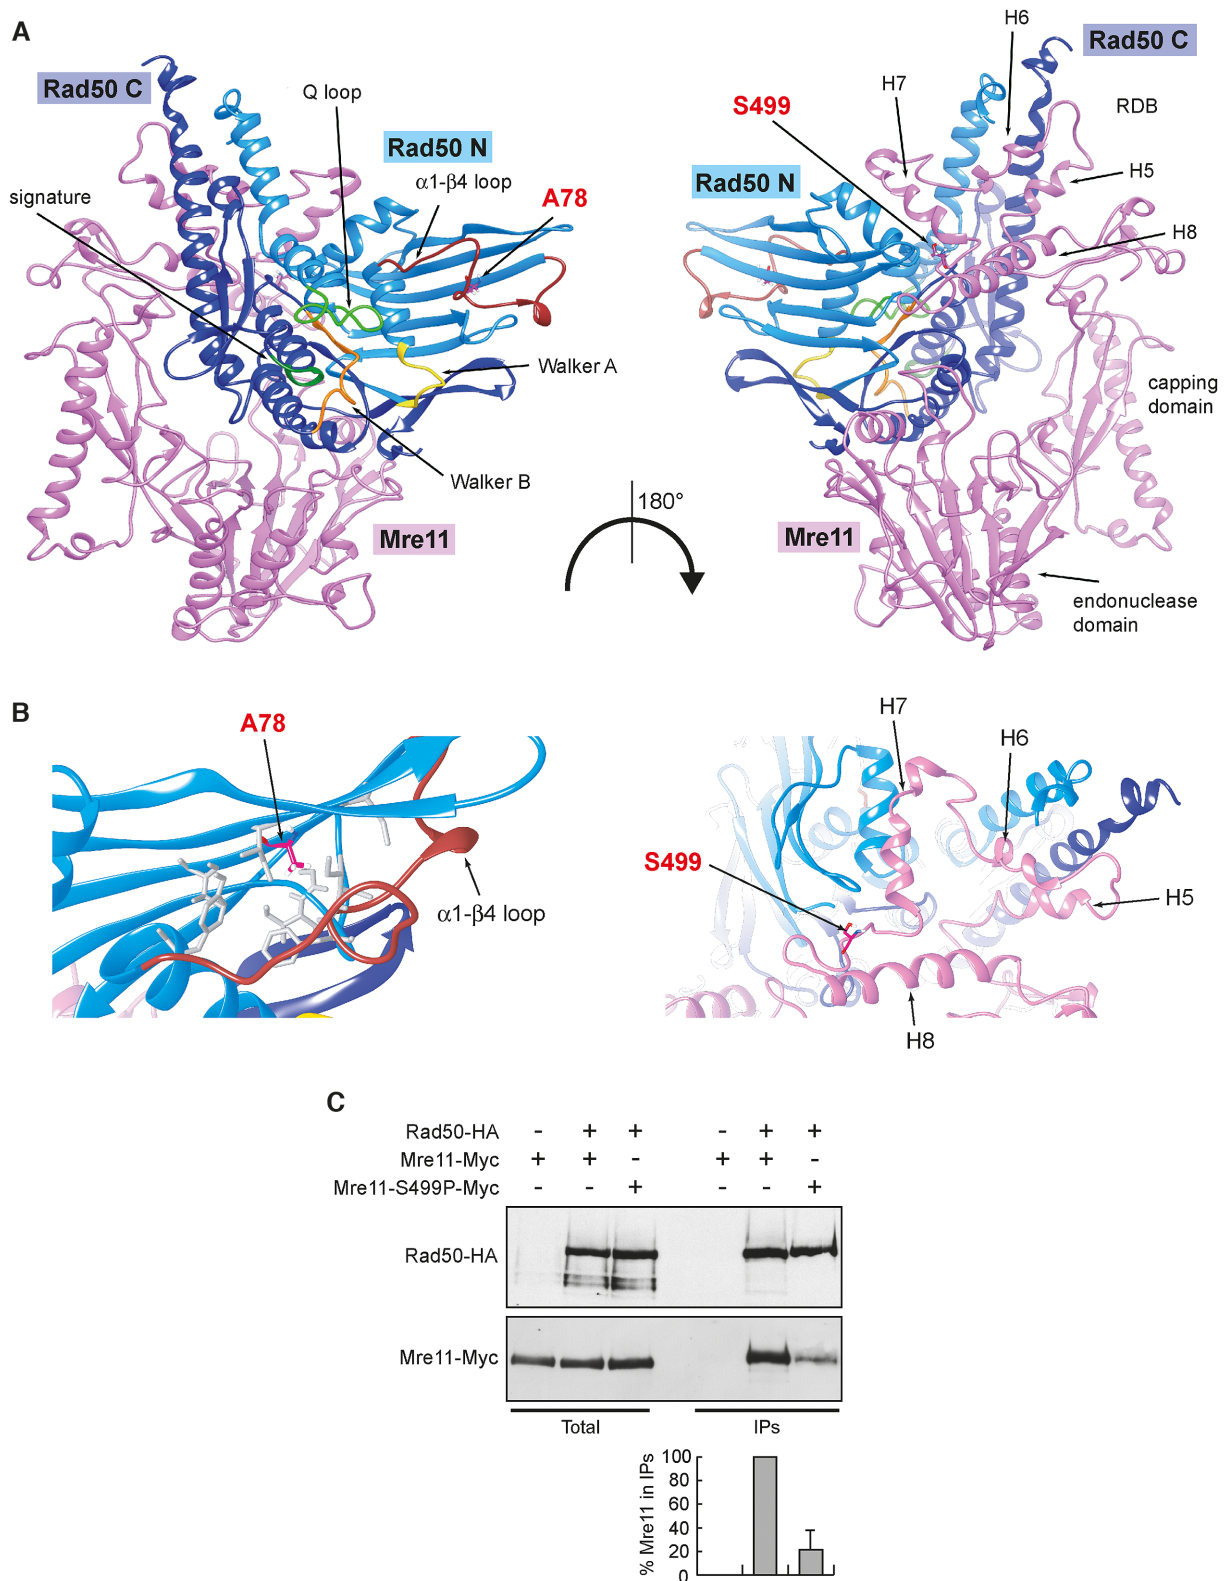 A
Rad50 C
Q loop
Rad50 N
α1-β4 loop
A78
signature
Walker A
Walker B
Mre11
180°
H6
Rad50 C
H7
S499
RDB
Rad50 N
H5
H8
capping
domain
Mre11
endonuclease
domain
B
A78
α1-β4 loop
H7
H6
S499
H5
H8
C
Rad50-HA - + + - + +
Mre11-Myc + + - + + -
Mre11-S499P-Myc - - + - - +
Rad50-HA
Mre11-Myc
Total IPs
% Mre11 in IPs
100
80
60
40
20
0